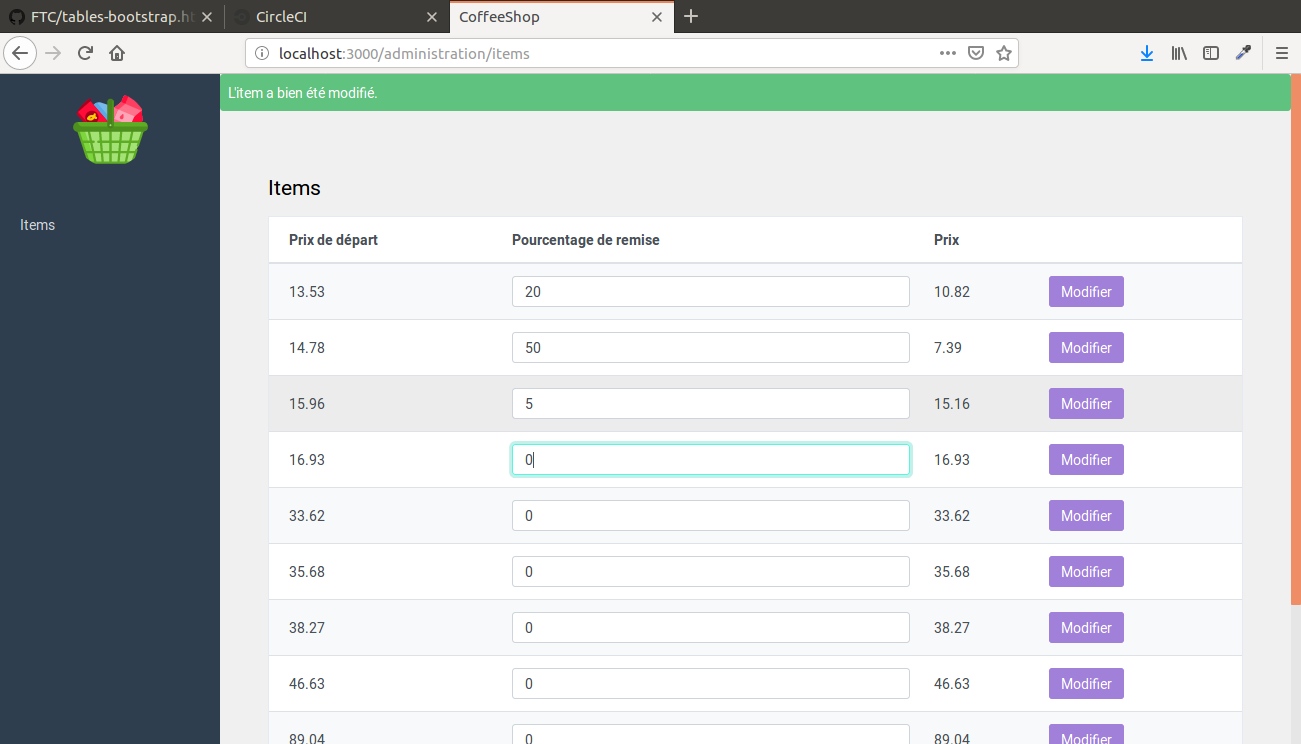 FTC/tables-bootstrap.ht
CircleCI
CoffeeShop
localhost:3000/administration/items
L'item a bien été modifié.
Items
Items
Prix de départ Pourcentage de remise Prix
13.53 20 10.82 Modifier
14.78 50 7.39 Modifier
15.96 5 15.16 Modifier
16.93 0 16.93 Modifier
33.62 0 33.62 Modifier
35.68 0 35.68 Modifier
38.27 0 38.27 Modifier
46.63 0 46.63 Modifier
89.04 0 89.04 Modifier